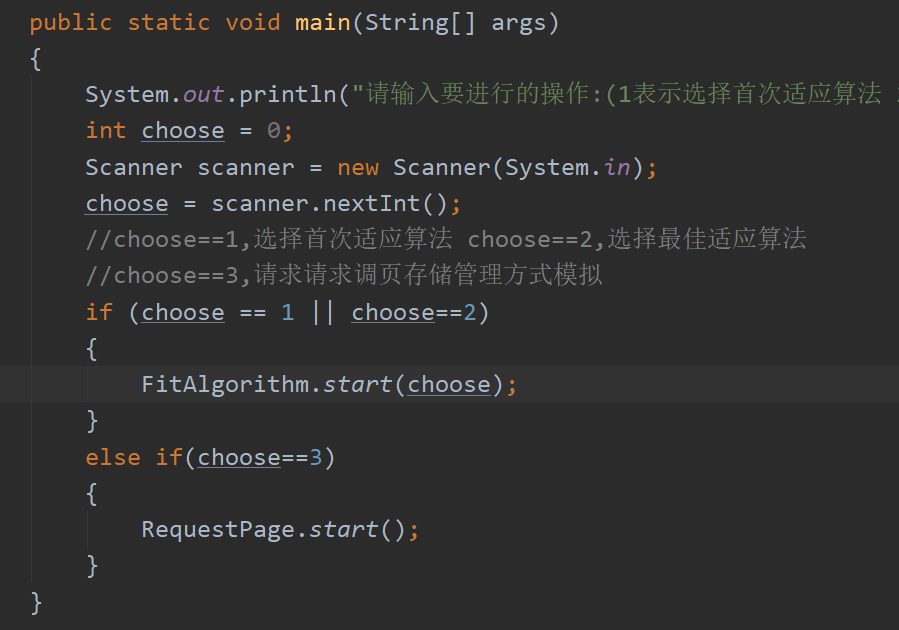 public static void main(String[] args)
{
System.out.println("请输入要进行的操作:(1表示选择首次适应算法
int choose = 0;
Scanner scanner = new Scanner(System.in);
choose = scanner.nextInt();
//choose==1,选择首次适应算法 choose==2,选择最佳适应算法
//choose==3,请求请求调页存储管理方式模拟
if (choose == 1 || choose==2)
{
FitAlgorithm.start(choose);
}
else if(choose==3)
{
RequestPage.start();
}
}